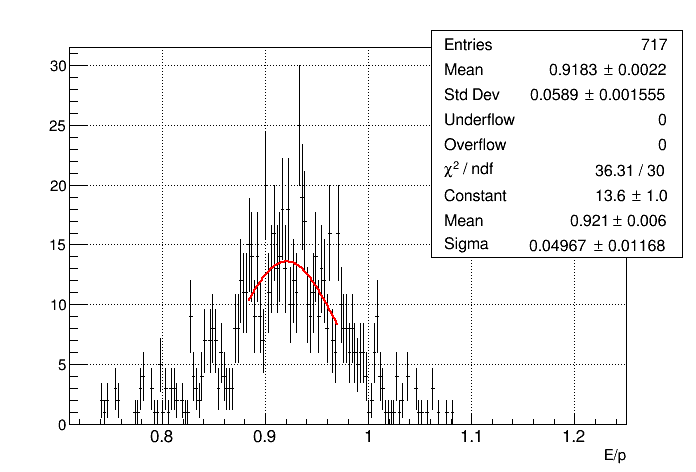 Entries 717
Mean 0.9183 ± 0.0022
Std Dev 0.0589 ± 0.001555
Underflow 0
Overflow 0
χ² / ndf 36.31 / 30
Constant 13.6 ± 1.0
Mean 0.921 ± 0.006
Sigma 0.04967 ± 0.01168
30
25
20
15
10
5
0
0.8 0.9 1 1.1 1.2
E/p